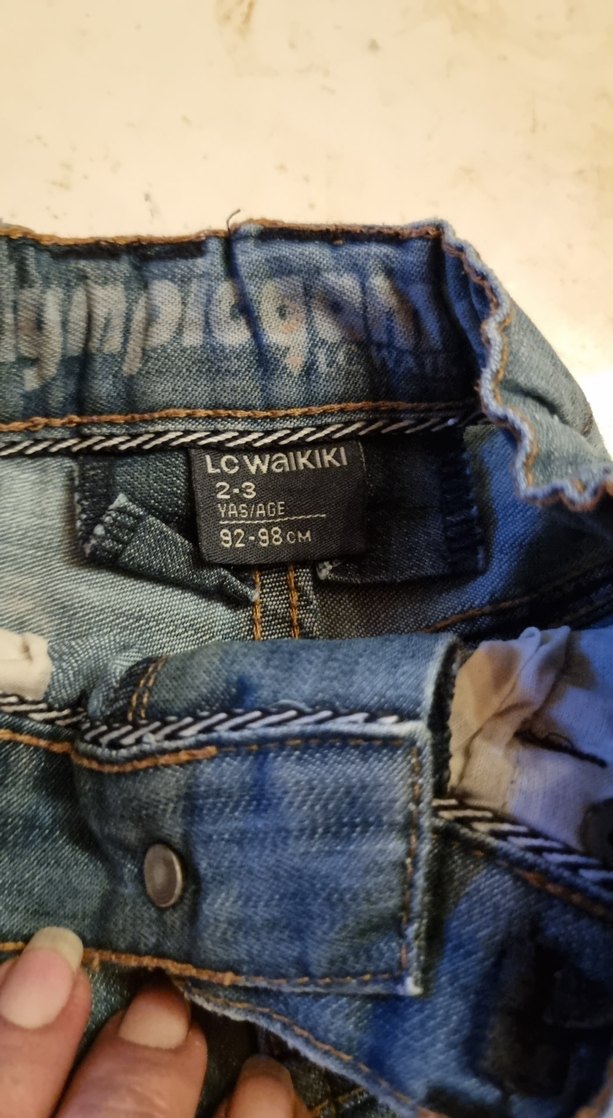 LC WAIKIKI
2-3
YAŞ/AGE
92-98 CM